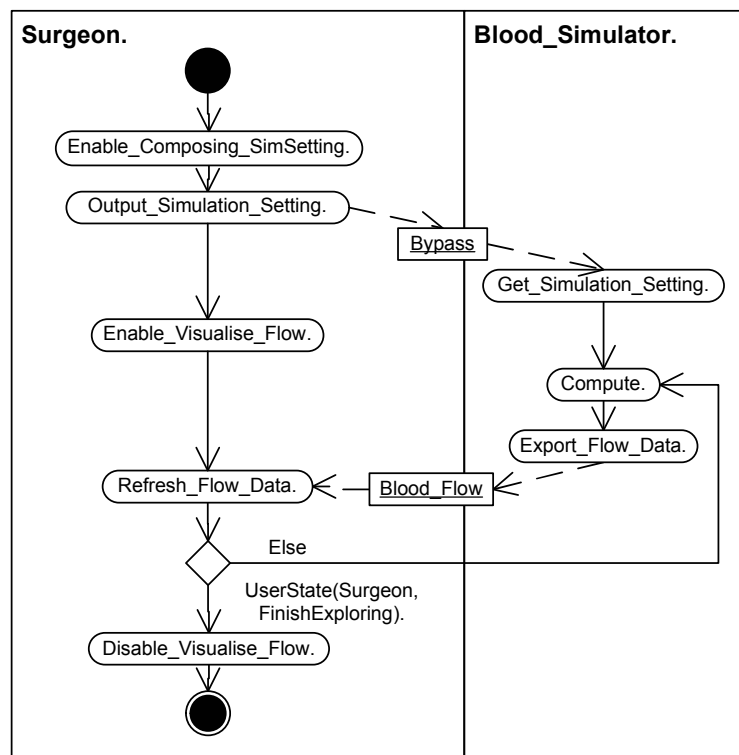 Surgeon.
Blood_Simulator.
Enable_Composing_SimSetting.
Output_Simulation_Setting.
Bypass
Get_Simulation_Setting.
Enable_Visualise_Flow.
Compute.
Export_Flow_Data.
Refresh_Flow_Data.
Blood_Flow
Else
UserState(Surgeon,
FinishExploring).
Disable_Visualise_Flow.